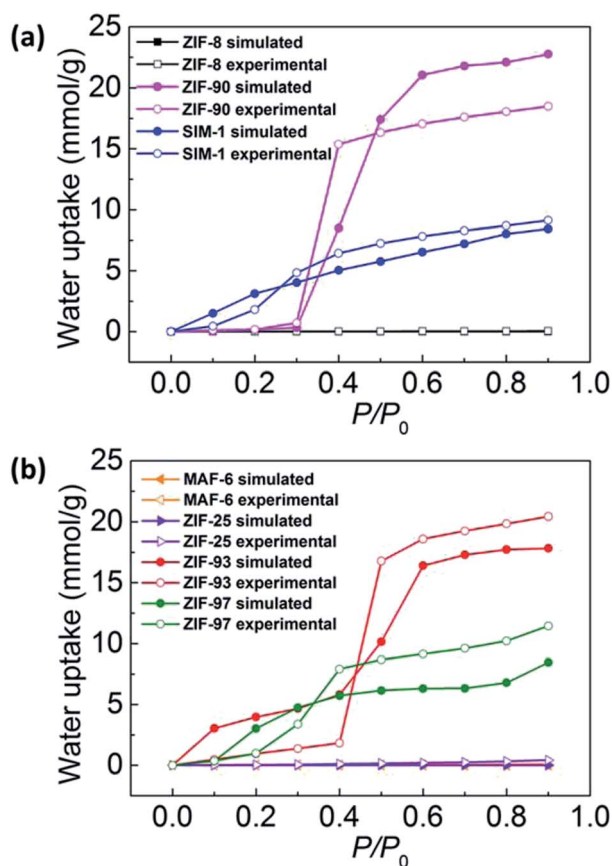 (a)
25
20
15
10
5
0
Water uptake (mmol/g)
ZIF-8 simulated
ZIF-8 experimental
ZIF-90 simulated
ZIF-90 experimental
SIM-1 simulated
SIM-1 experimental
0.0 0.2 0.4 0.6 0.8 1.0
P/P0
(b)
25
20
15
10
5
0
Water uptake (mmol/g)
MAF-6 simulated
MAF-6 experimental
ZIF-25 simulated
ZIF-25 experimental
ZIF-93 simulated
ZIF-93 experimental
ZIF-97 simulated
ZIF-97 experimental
0.0 0.2 0.4 0.6 0.8 1.0
P/P0